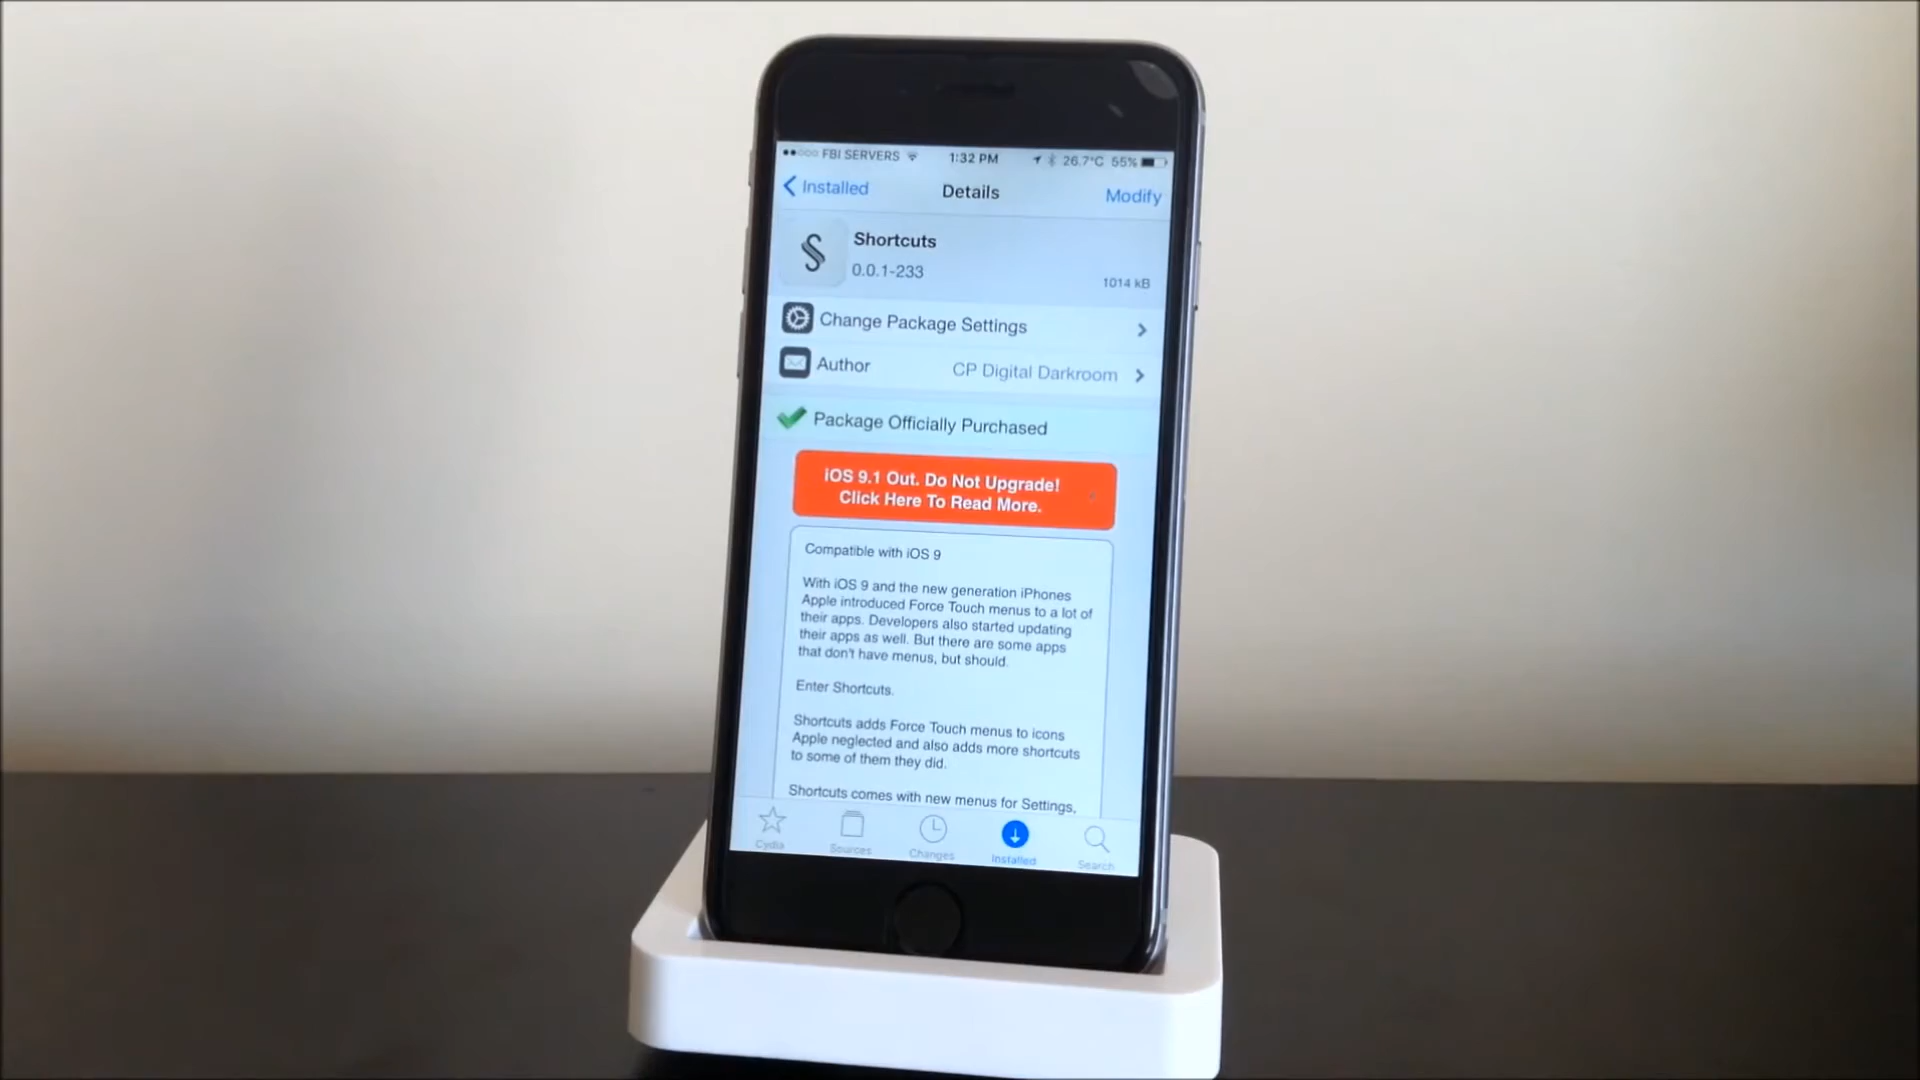 FBI SERVERS 1:32 PM 26.7°C 55%
Installed Details Modify
Shortcuts
0.0.1-233
1014 kB
Change Package Settings
Author CP Digital Darkroom
Package Officially Purchased
iOS 9.1 Out. Do Not Upgrade!
Click Here To Read More.
Compatible with iOS 9
With iOS 9 and the new generation iPhones
Apple introduced Force Touch menus to a lot of
their apps. Developers also started updating
their apps as well. But there are some apps
that don't have menus, but should.
Enter Shortcuts.
Shortcuts adds Force Touch menus to icons
Apple neglected and also adds more shortcuts
to some of them they did.
Shortcuts comes with new menus for Settings,
Cydia Sources Changes Installed Search